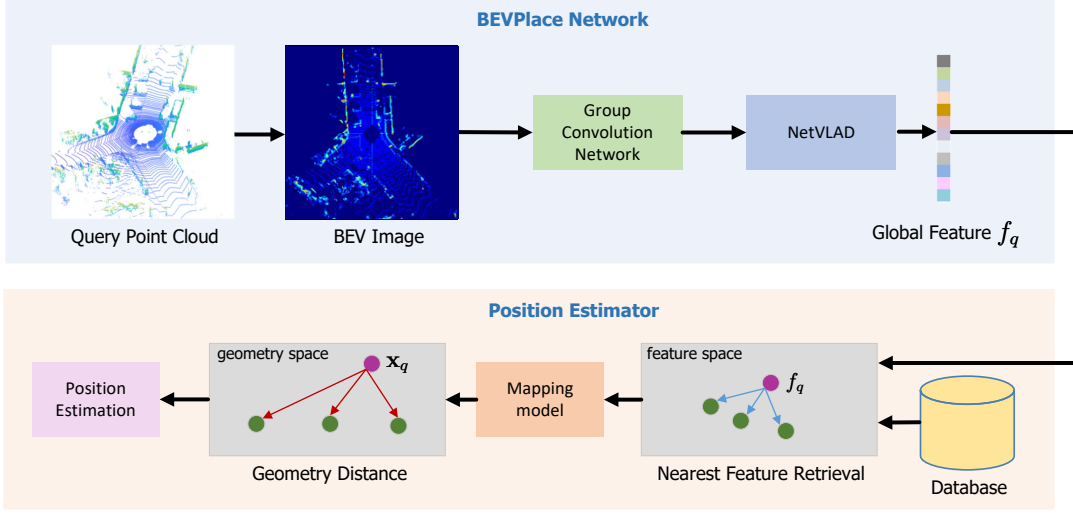 BEVPlace Network
Query Point Cloud
BEV Image
Group
Convolution
Network
NetVLAD
Global Feature f_q
Position Estimator
Position
Estimation
geometry space
x_q
Geometry Distance
Mapping
model
feature space
f_q
Nearest Feature Retrieval
Database